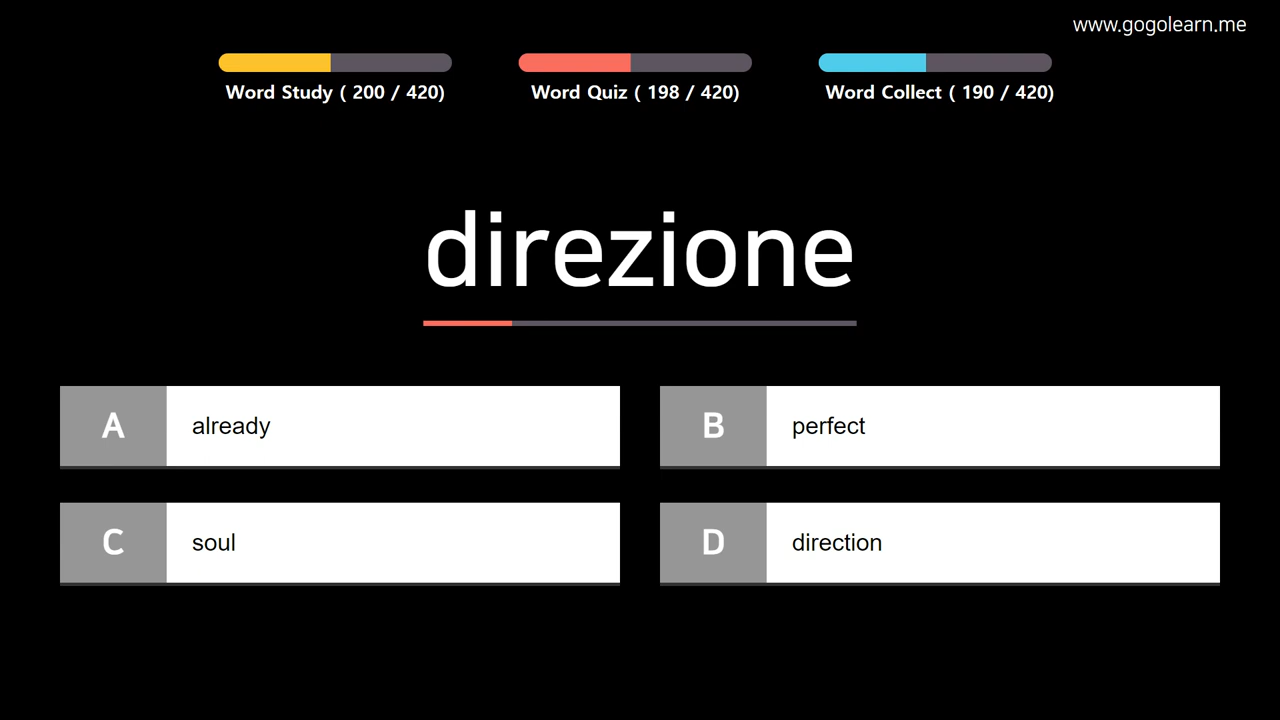 www.gogolearn.me
Word Study ( 200 / 420)
Word Quiz ( 198 / 420)
Word Collect ( 190 / 420)
direzione
A
already
B
perfect
C
soul
D
direction